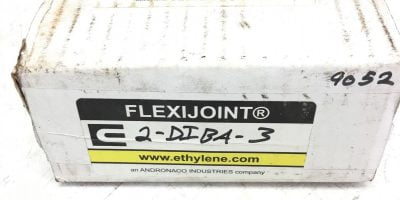 FLEXIJOINT®
9052
2-DIBA-3
www.ethylene.com
an ANDRONACO INDUSTRIES company